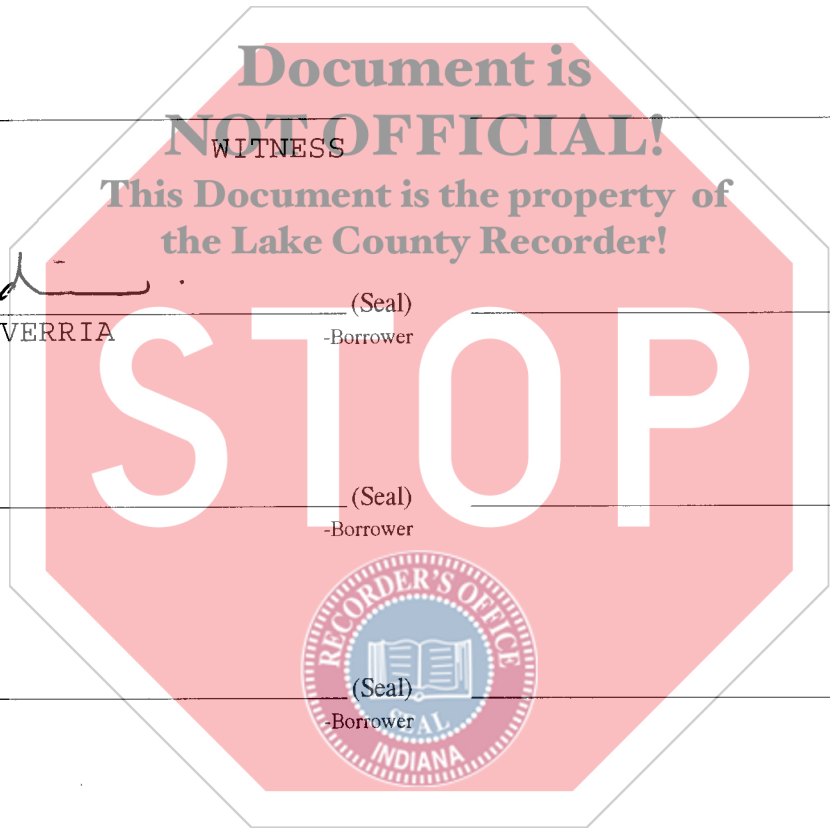 Document is
NOT OFFICIAL!
WITNESS
This Document is the property of
the Lake County Recorder!
(Seal)
VERRIA
-Borrower
STOP
(Seal)
-Borrower
RECORDER'S OFFICE
(Seal)
-Borrower
SEAL
INDIANA